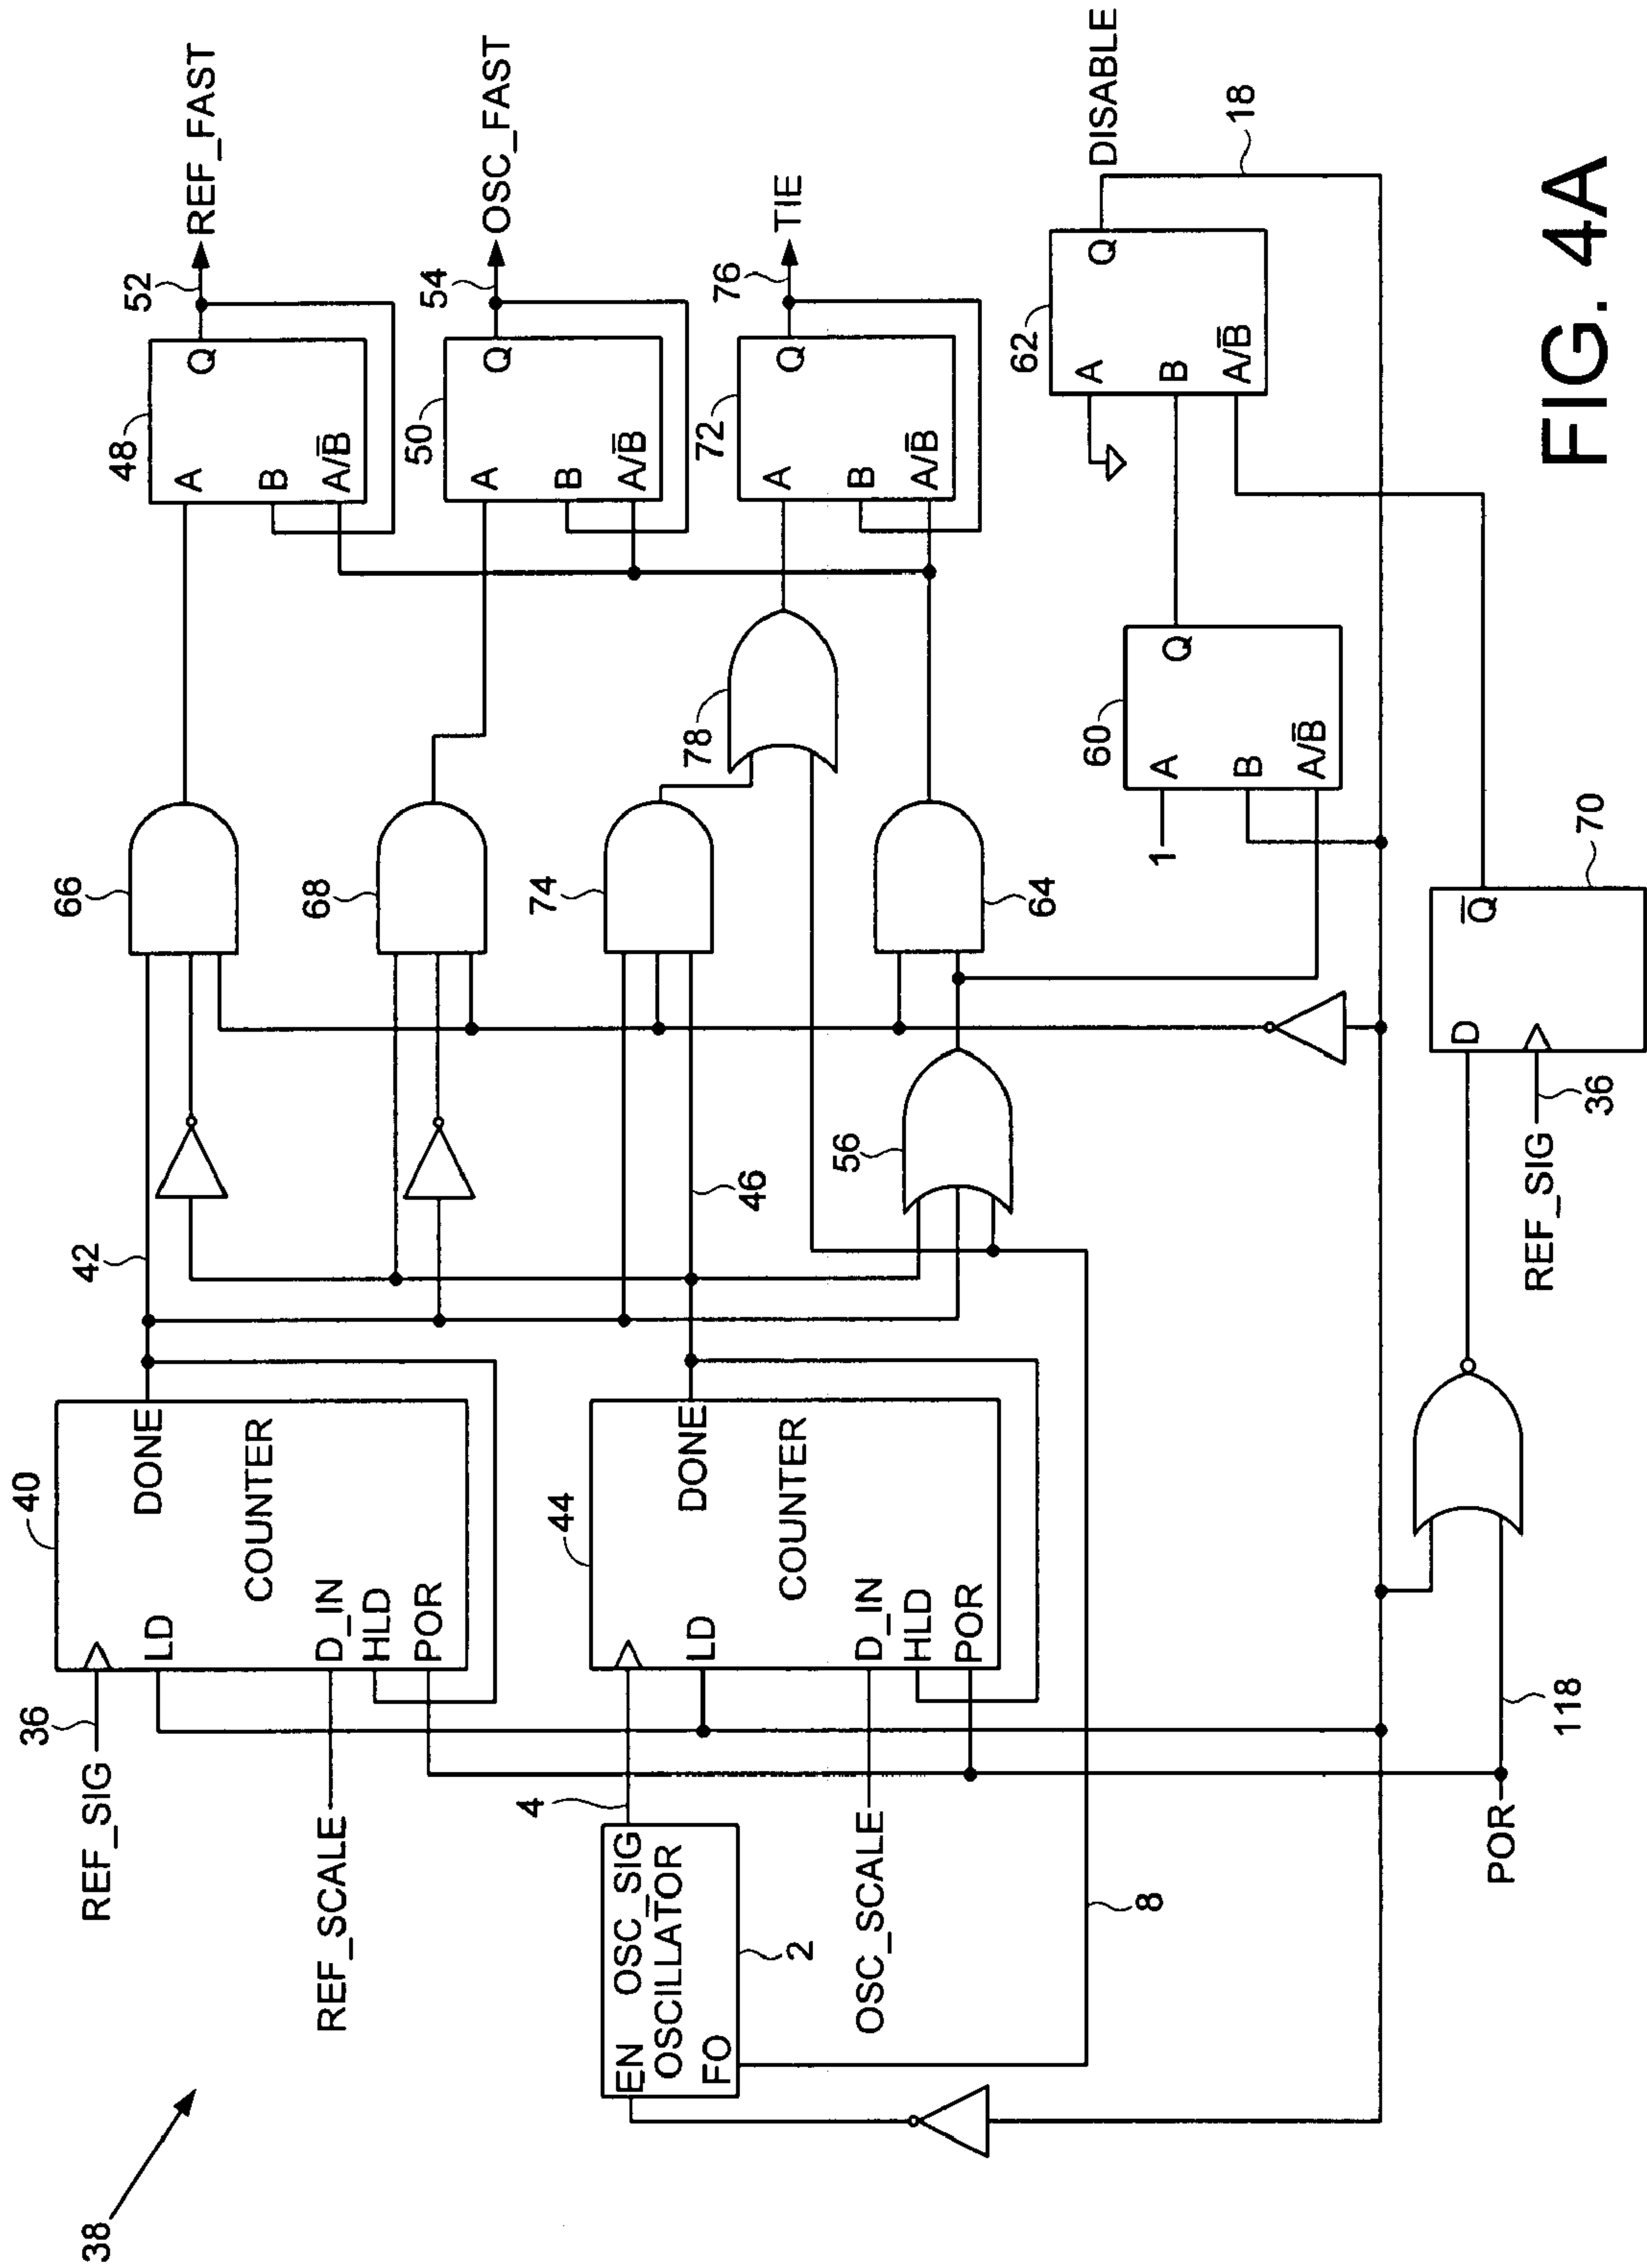 38
REF_SIG
36
40
LD
DONE
COUNTER
D_IN
HLD
POR
REF_SCALE
42
66
48
A
B
A/B̅
Q
52
REF_FAST
68
50
A
B
A/B̅
Q
54
OSC_FAST
EN
OSC_SIG
OSCILLATOR
FO
2
4
44
LD
DONE
COUNTER
D_IN
HLD
POR
OSC_SCALE
46
74
78
72
A
B
A/B̅
Q
76
TIE
8
56
64
1
60
A
B
A/B̅
Q
62
A
B
A/B̅
Q
DISABLE
18
POR
118
REF_SIG
36
D
Q̅
70
FIG. 4A